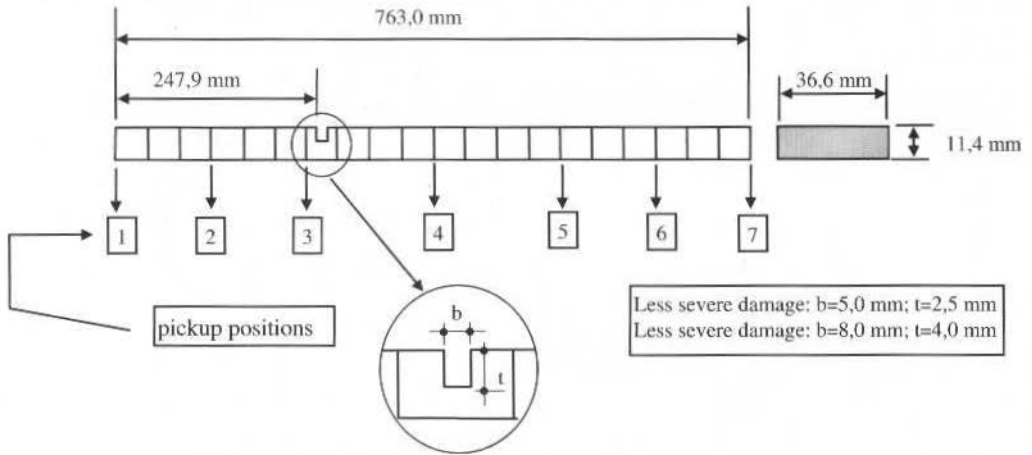 763,0 mm
247,9 mm
36,6 mm
11,4 mm
1 2 3 4 5 6 7
pickup positions
b
t
Less severe damage: b=5,0 mm; t=2,5 mm
Less severe damage: b=8,0 mm; t=4,0 mm